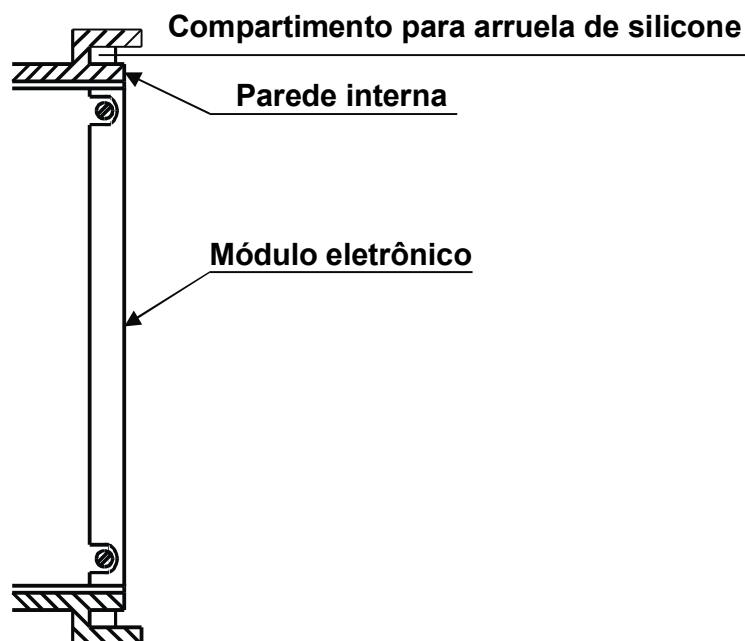 Compartimento para arruela de silicone
Parede interna
Módulo eletrônico